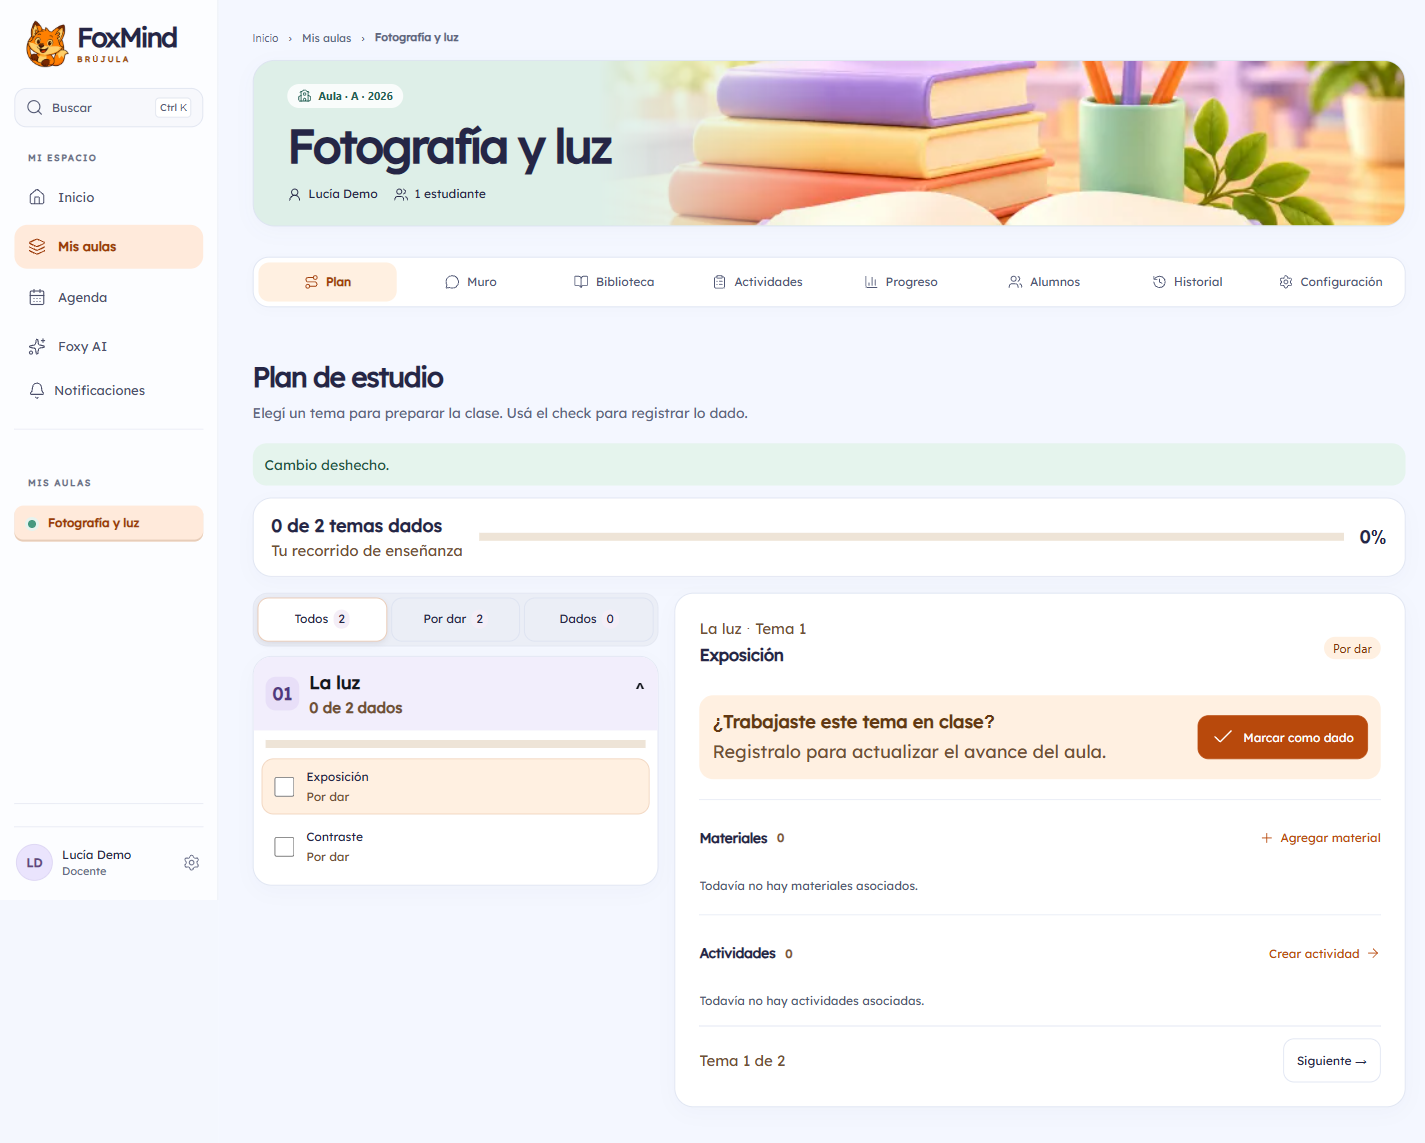 FoxMind
BRÚJULA
Buscar Ctrl K
MI ESPACIO
Inicio
Mis aulas
Agenda
Foxy AI
Notificaciones
MIS AULAS
Fotografía y luz
LD
Lucía Demo
Docente
Inicio › Mis aulas › Fotografía y luz
Aula · A · 2026
Fotografía y luz
Lucía Demo 1 estudiante
Plan
Muro
Biblioteca
Actividades
Progreso
Alumnos
Historial
Configuración
Plan de estudio
Elegí un tema para preparar la clase. Usá el check para registrar lo dado.
Cambio deshecho.
0 de 2 temas dados
Tu recorrido de enseñanza
0%
Todos 2
Por dar 2
Dados 0
01
La luz
0 de 2 dados
Exposición
Por dar
Contraste
Por dar
La luz · Tema 1
Exposición
Por dar
¿Trabajaste este tema en clase?
Registralo para actualizar el avance del aula.
Marcar como dado
Materiales 0
+ Agregar material
Todavía no hay materiales asociados.
Actividades 0
Crear actividad →
Todavía no hay actividades asociadas.
Tema 1 de 2
Siguiente →